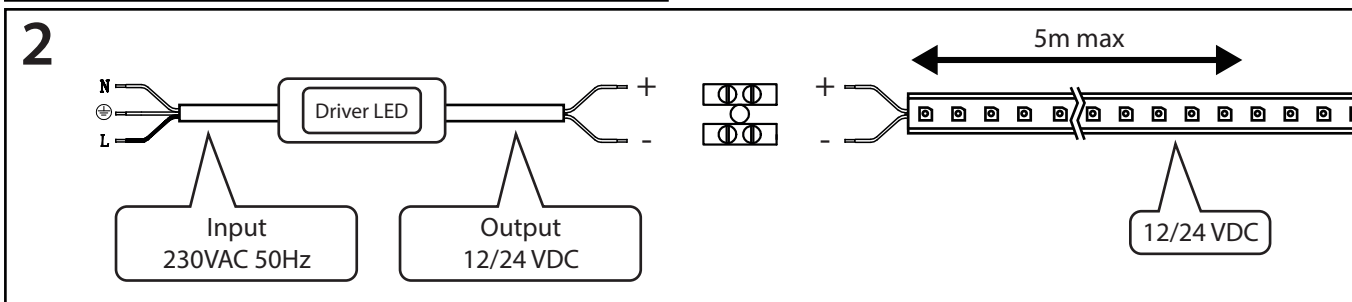 2
5m max
N
L
Driver LED
+
-
+
-
Input
230VAC 50Hz
Output
12/24 VDC
12/24 VDC